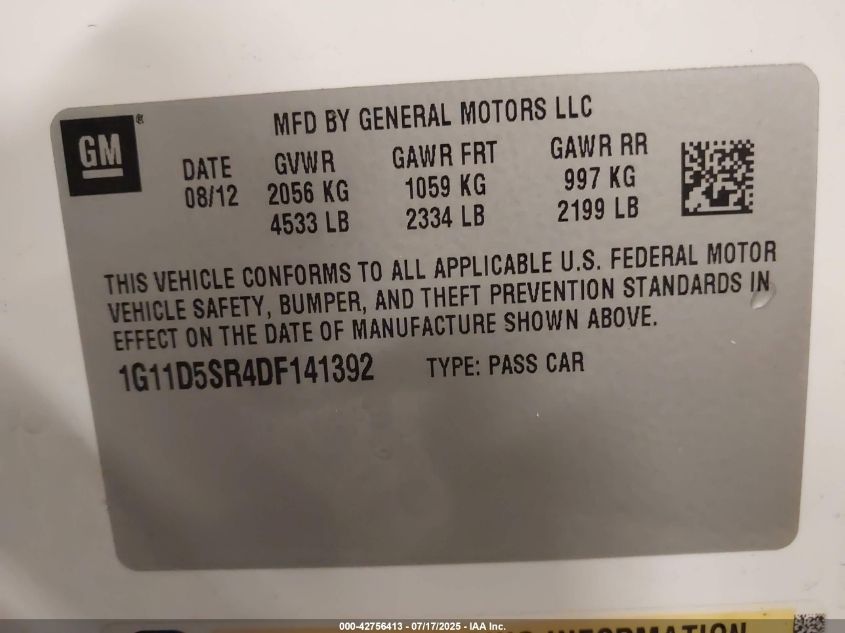 MFD BY GENERAL MOTORS LLC
GM®
DATE GVWR GAWR FRT GAWR RR
08/12 2056 KG 1059 KG 997 KG
4533 LB 2334 LB 2199 LB
THIS VEHICLE CONFORMS TO ALL APPLICABLE U.S. FEDERAL MOTOR
VEHICLE SAFETY, BUMPER, AND THEFT PREVENTION STANDARDS IN
EFFECT ON THE DATE OF MANUFACTURE SHOWN ABOVE.
1G11D5SR4DF141392 TYPE: PASS CAR
INFORMATION
000-42756413 - 07/17/2025 - IAA Inc.